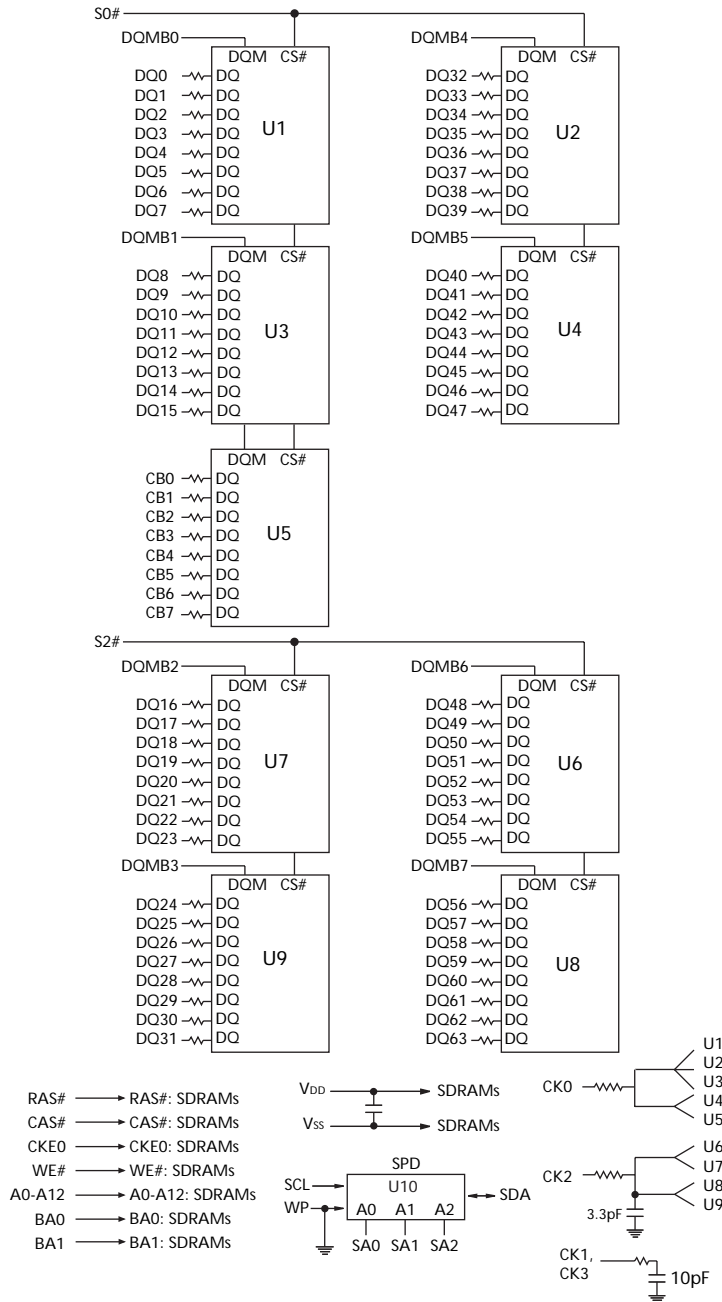 S0#
DQMB0
DQM CS#
DQ0 DQ
DQ1 DQ
DQ2 DQ
DQ3 DQ
DQ4 DQ
DQ5 DQ
DQ6 DQ
DQ7 DQ
U1
DQMB4
DQM CS#
DQ32 DQ
DQ33 DQ
DQ34 DQ
DQ35 DQ
DQ36 DQ
DQ37 DQ
DQ38 DQ
DQ39 DQ
U2
DQMB1
DQM CS#
DQ8 DQ
DQ9 DQ
DQ10 DQ
DQ11 DQ
DQ12 DQ
DQ13 DQ
DQ14 DQ
DQ15 DQ
U3
DQMB5
DQM CS#
DQ40 DQ
DQ41 DQ
DQ42 DQ
DQ43 DQ
DQ44 DQ
DQ45 DQ
DQ46 DQ
DQ47 DQ
U4
DQM CS#
CB0 DQ
CB1 DQ
CB2 DQ
CB3 DQ
CB4 DQ
CB5 DQ
CB6 DQ
CB7 DQ
U5
S2#
DQMB2
DQM CS#
DQ16 DQ
DQ17 DQ
DQ18 DQ
DQ19 DQ
DQ20 DQ
DQ21 DQ
DQ22 DQ
DQ23 DQ
U7
DQMB6
DQM CS#
DQ48 DQ
DQ49 DQ
DQ50 DQ
DQ51 DQ
DQ52 DQ
DQ53 DQ
DQ54 DQ
DQ55 DQ
U6
DQMB3
DQM CS#
DQ24 DQ
DQ25 DQ
DQ26 DQ
DQ27 DQ
DQ28 DQ
DQ29 DQ
DQ30 DQ
DQ31 DQ
U9
DQMB7
DQM CS#
DQ56 DQ
DQ57 DQ
DQ58 DQ
DQ59 DQ
DQ60 DQ
DQ61 DQ
DQ62 DQ
DQ63 DQ
U8
RAS# RAS#: SDRAMs
CAS# CAS#: SDRAMs
CKE0 CKE0: SDRAMs
WE# WE#: SDRAMs
A0-A12 A0-A12: SDRAMs
BA0 BA0: SDRAMs
BA1 BA1: SDRAMs
VDD SDRAMs
VSS SDRAMs
SPD
U10
SCL
WP
A0 A1 A2
SDA
SA0 SA1 SA2
CK0
U1
U2
U3
U4
U5
CK2
U6
U7
U8
U9
3.3pF
CK1,
CK3
10pF